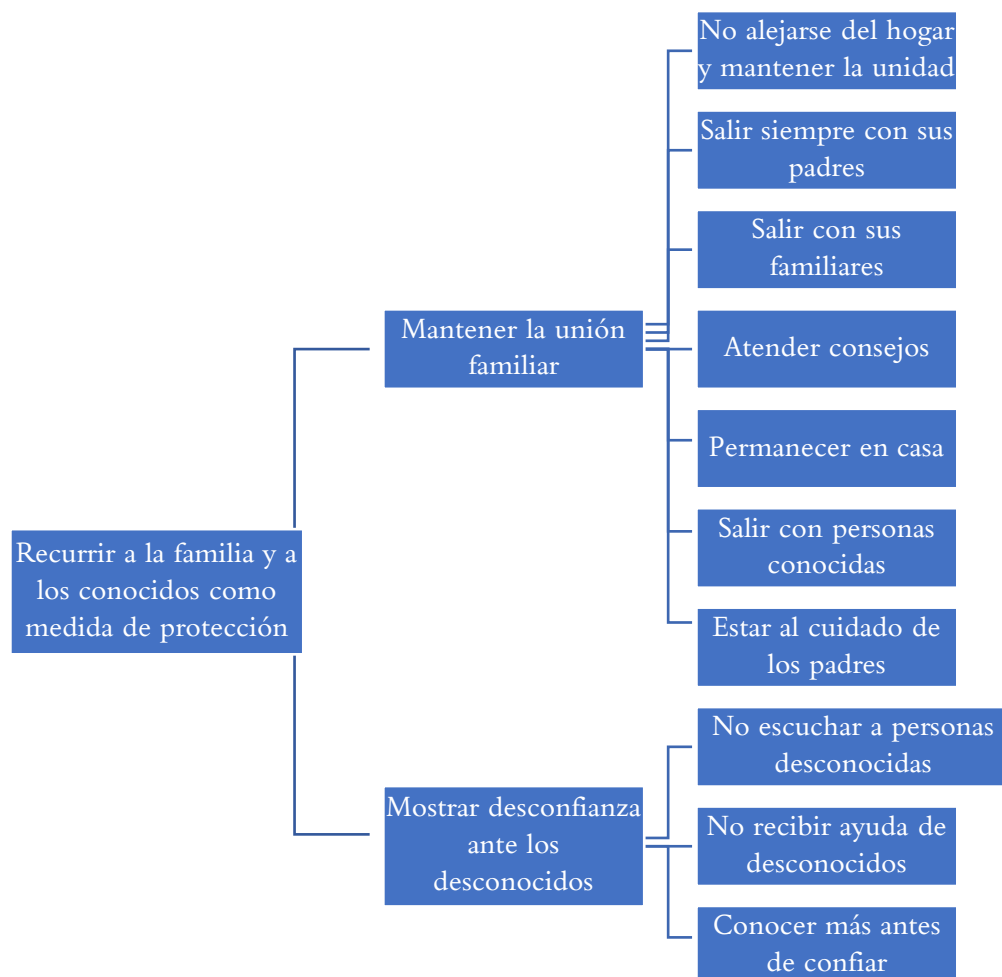 Recurrir a la familia y a
los conocidos como
medida de protección
Mantener la unión
familiar
No alejarse del hogar
y mantener la unidad
Salir siempre con sus
padres
Salir con sus
familiares
Atender consejos
Permanecer en casa
Salir con personas
conocidas
Estar al cuidado de
los padres
Mostrar desconfianza
ante los
desconocidos
No escuchar a personas
desconocidas
No recibir ayuda de
desconocidos
Conocer más antes
de confiar